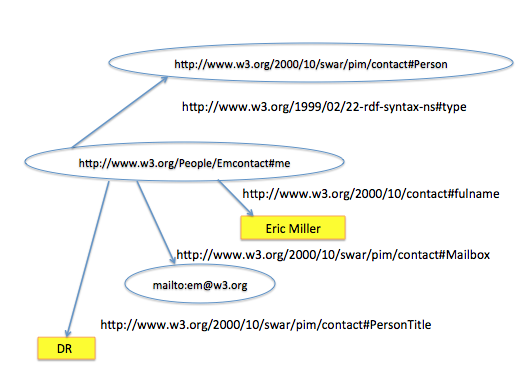 http://www.w3.org/2000/10/swar/pim/contact#Person
http://www.w3.org/1999/02/22-rdf-syntax-ns#type
http://www.w3.org/People/Emcontact#me
http://www.w3.org/2000/10/contact#fulname
Eric Miller
http://www.w3.org/2000/10/swar/pim/contact#Mailbox
mailto:em@w3.org
http://www.w3.org/2000/10/swar/pim/contact#PersonTitle
DR